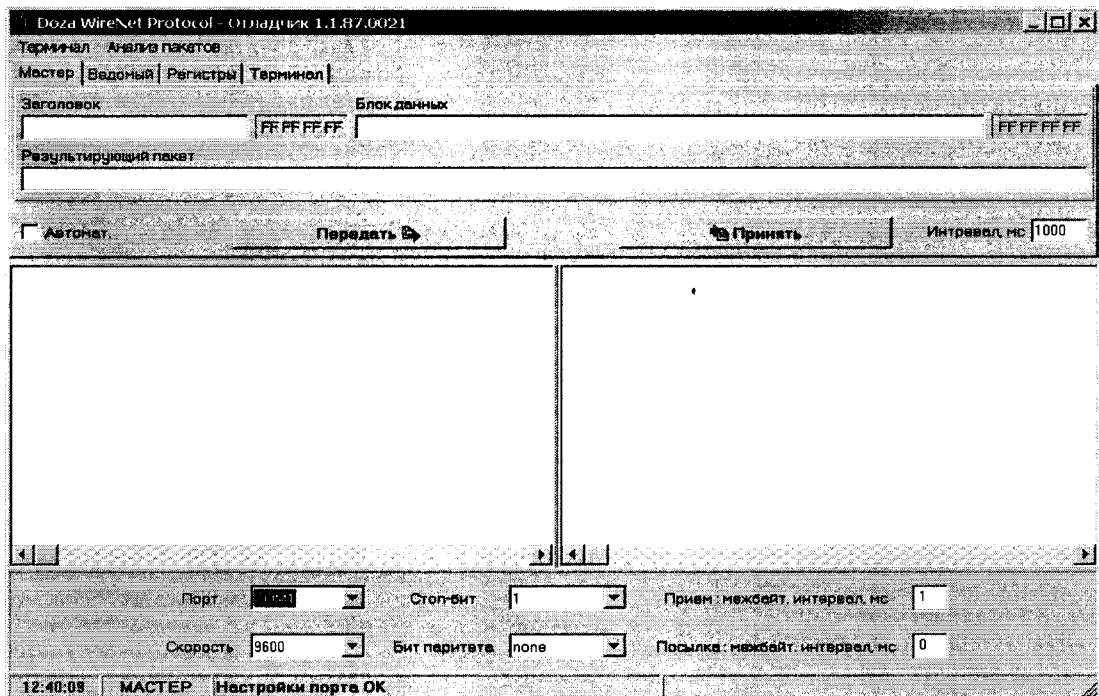 Doza WireNet Protocol - Отладчик 1.1.87.0021
Терминал Анализ пакетов
Мастер Ведомый Регистры Терминал
Заголовок Блок данных
FF FF FF FF FF FF FF FF
Результирующий пакет
Автомат. Передать Принять Интревал, мс 1000
Порт Стоп-бит 1 Прием : межбайт. интервал, мс 1
Скорость 9600 Бит паритета none Посылка : межбайт. интервал, мс 0
12:40:09 МАСТЕР Настройки порта ОК